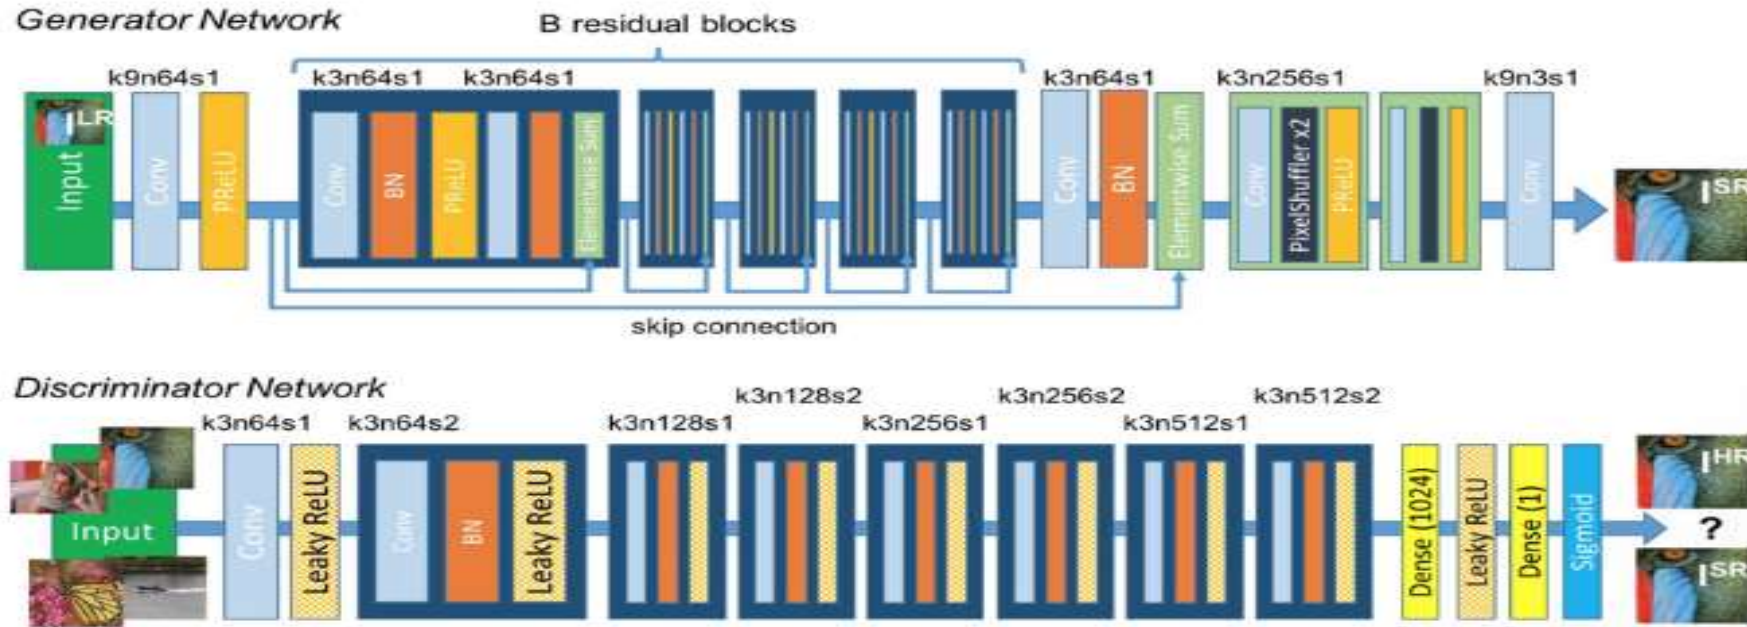 Generator Network
B residual blocks
k9n64s1
k3n64s1
k3n64s1
k3n64s1
k3n256s1
k9n3s1
LR
Input
Conv
PReLU
Conv
BN
PReLU
Elementwise Sum
Conv
BN
Elementwise Sum
Conv
PixelShuffler x2
PReLU
Conv
I SR
skip connection
Discriminator Network
k3n64s1
k3n64s2
k3n128s1
k3n128s2
k3n256s1
k3n256s2
k3n512s1
k3n512s2
Input
Conv
Leaky ReLU
Conv
BN
Leaky ReLU
Dense (1024)
Leaky ReLU
Dense (1)
Sigmoid
I HR
?
I SR